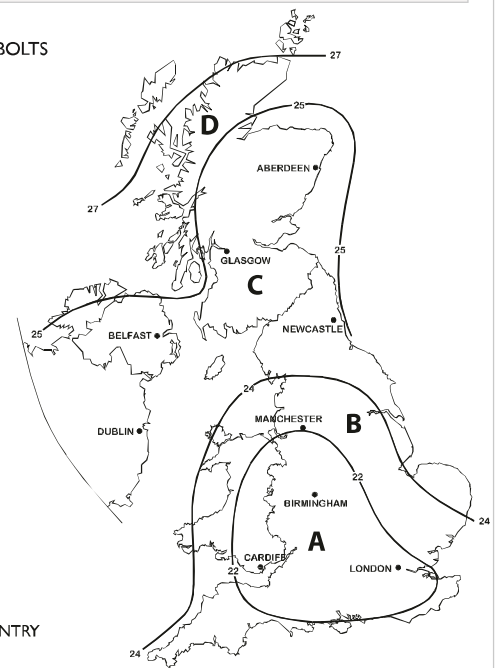 27
BOLTS
D
25
ABERDEEN
27
25
GLASGOW
C
NEWCASTLE
25
BELFAST
24
MANCHESTER
B
DUBLIN
22
BIRMINGHAM
24
A
CARDIFF
LONDON
22
NTRY
24